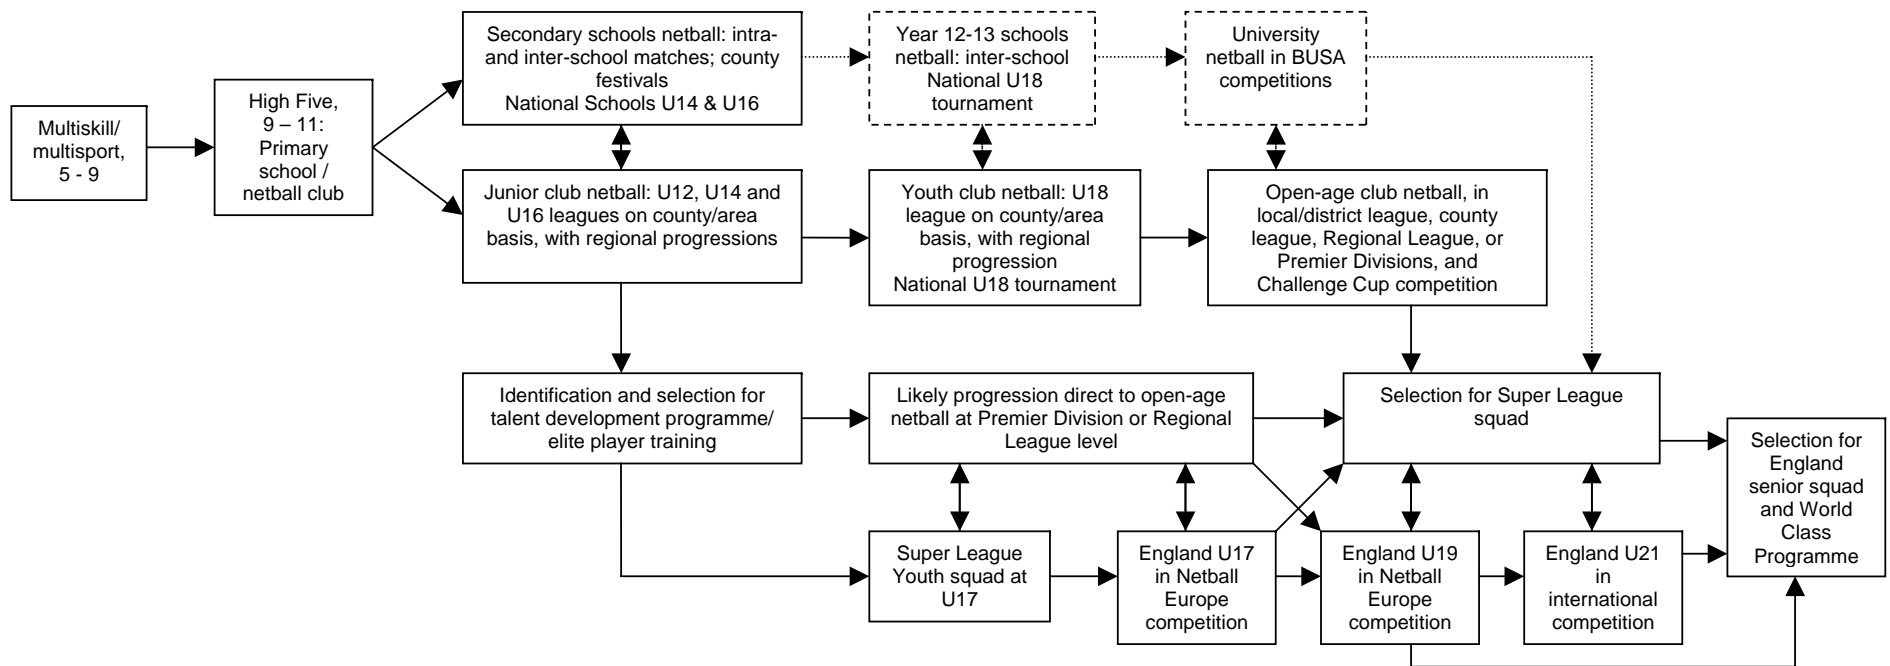 Multiskill/
multisport,
5 - 9
High Five,
9 – 11:
Primary
school /
netball club
Secondary schools netball: intra-
and inter-school matches; county
festivals
National Schools U14 & U16
Year 12-13 schools
netball: inter-school
National U18
tournament
University
netball in BUSA
competitions
Junior club netball: U12, U14 and
U16 leagues on county/area
basis, with regional progressions
Youth club netball: U18
league on county/area
basis, with regional
progression
National U18 tournament
Open-age club netball, in
local/district league, county
league, Regional League, or
Premier Divisions, and
Challenge Cup competition
Identification and selection for
talent development programme/
elite player training
Likely progression direct to open-age
netball at Premier Division or Regional
League level
Selection for Super League
squad
Selection for
England
senior squad
and World
Class
Programme
Super League
Youth squad at
U17
England U17
in Netball
Europe
competition
England U19
in Netball
Europe
competition
England U21
in
international
competition